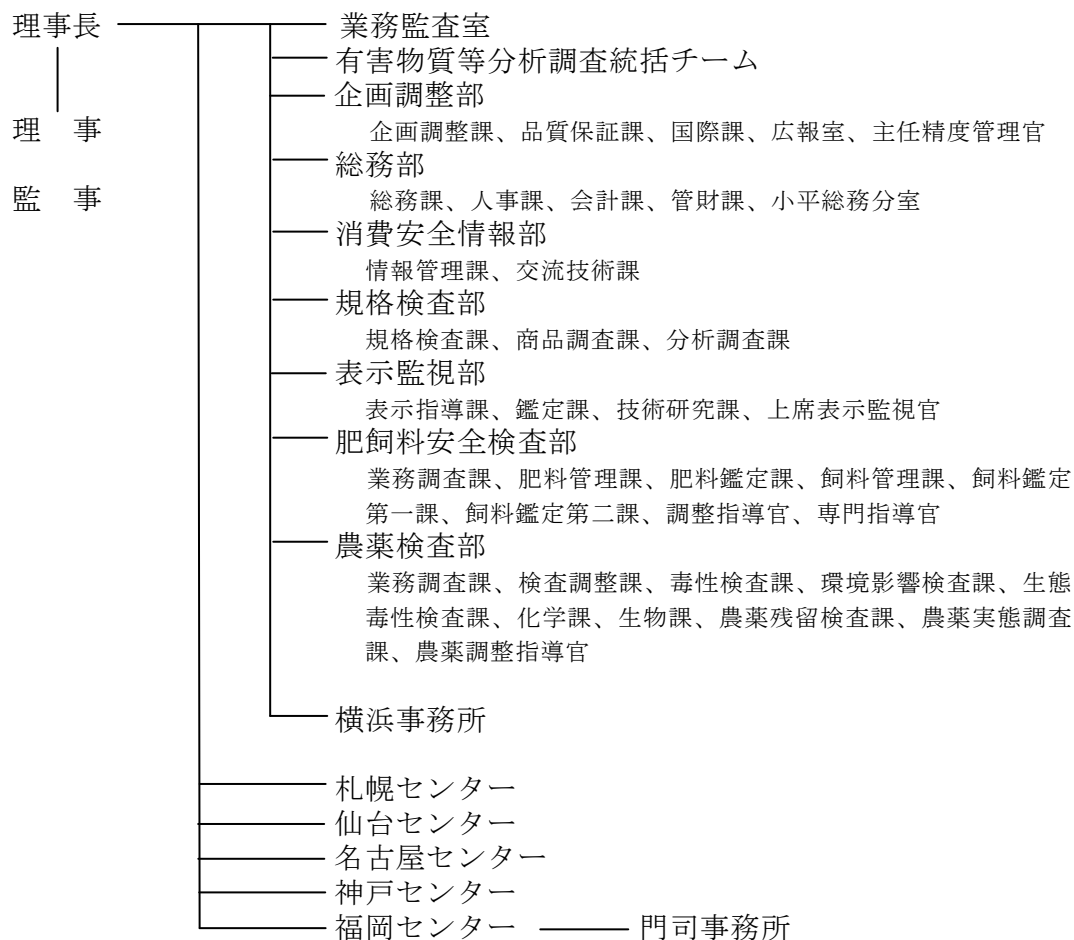 理事長 業務監査室
有害物質等分析調査統括チーム
企画調整部
理 事 企画調整課、品質保証課、国際課、広報室、主任精度管理官
総務部
監 事 総務課、人事課、会計課、管財課、小平総務分室
消費安全情報部
情報管理課、交流技術課
規格検査部
規格検査課、商品調査課、分析調査課
表示監視部
表示指導課、鑑定課、技術研究課、上席表示監視官
肥飼料安全検査部
業務調査課、肥料管理課、肥料鑑定課、飼料管理課、飼料鑑定
第一課、飼料鑑定第二課、調整指導官、専門指導官
農薬検査部
業務調査課、検査調整課、毒性検査課、環境影響検査課、生態
毒性検査課、化学課、生物課、農薬残留検査課、農薬実態調査
課、農薬調整指導官
横浜事務所
札幌センター
仙台センター
名古屋センター
神戸センター
福岡センター 門司事務所